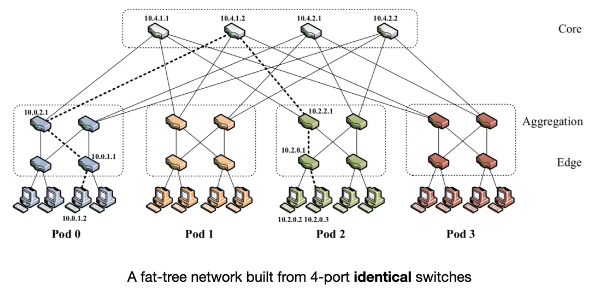 10.4.1.1 10.4.1.2 10.4.2.1 10.4.2.2
Core
10.0.2.1 10.2.2.1
Aggregation
10.0.1.1 10.2.0.1
Edge
10.0.1.2 10.2.0.2 10.2.0.3
Pod 0 Pod 1 Pod 2 Pod 3
A fat-tree network built from 4-port identical switches